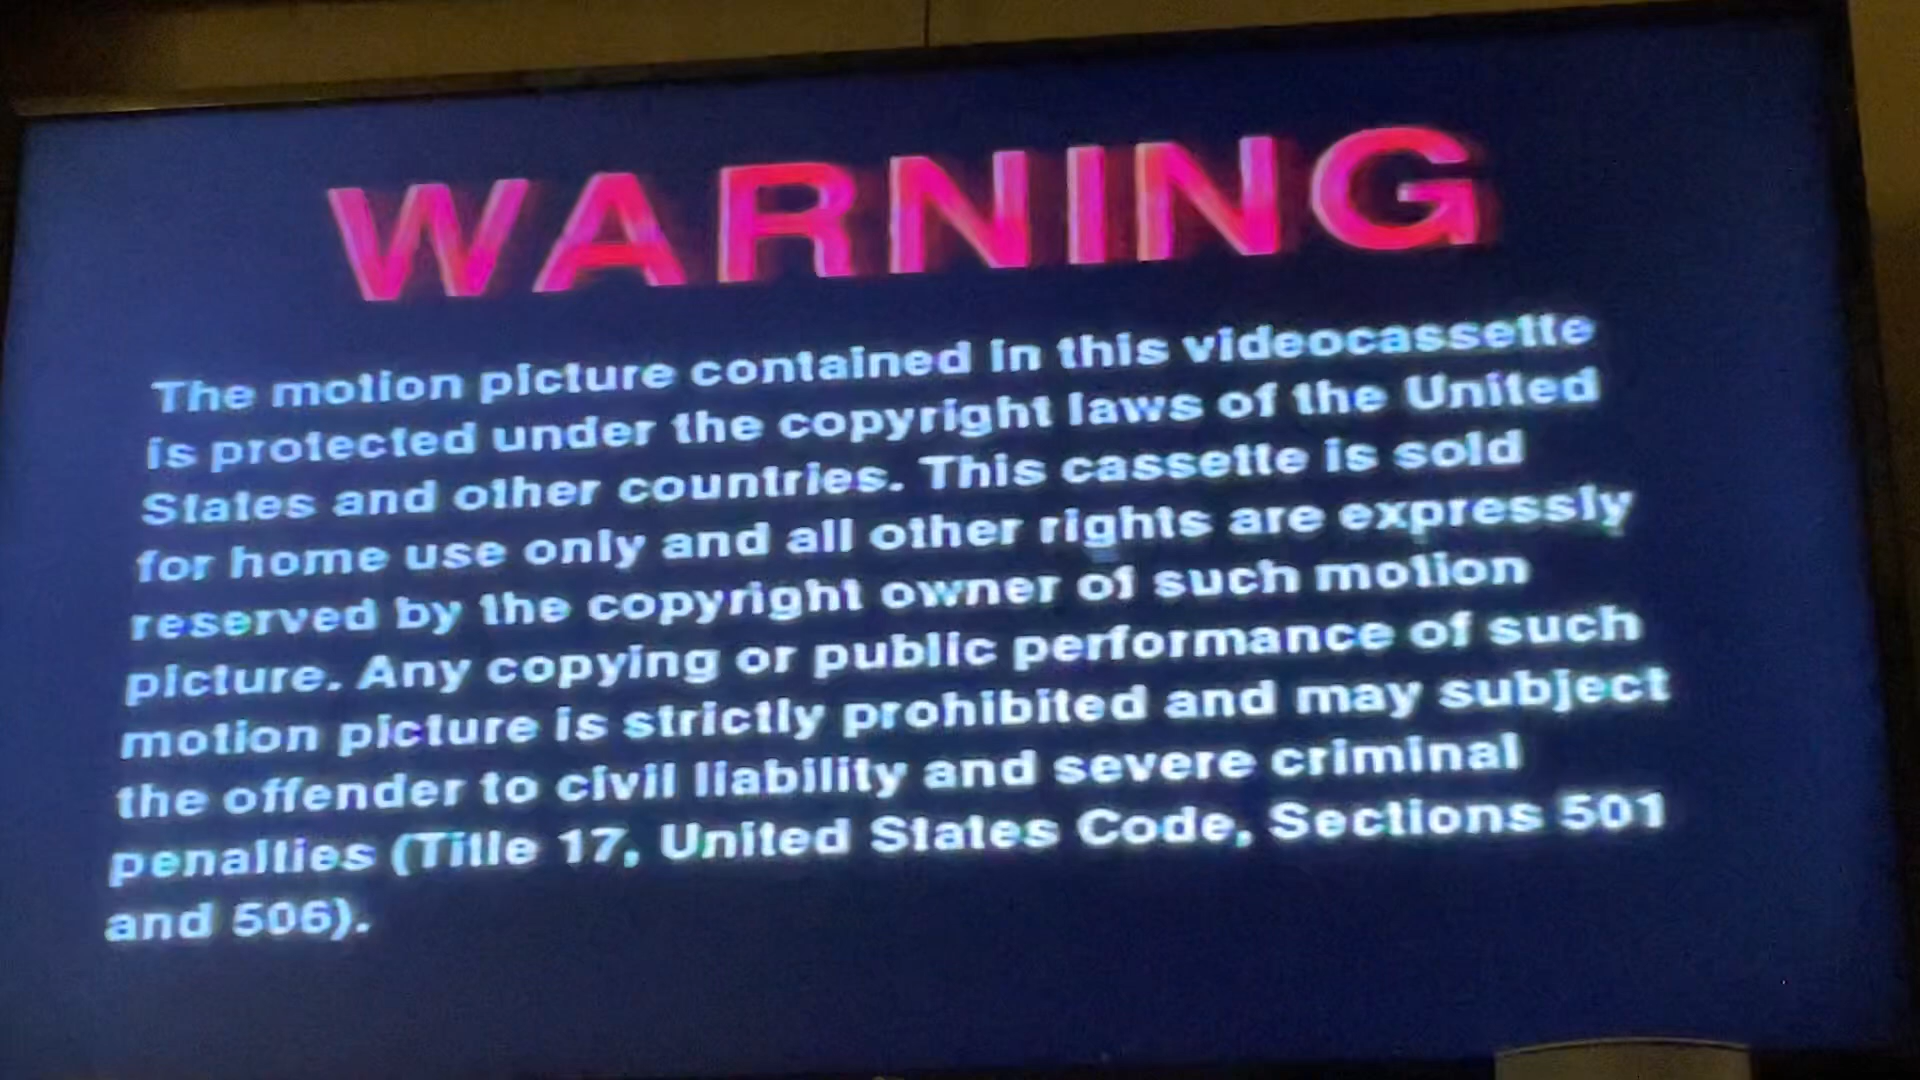 WARNING
The motion picture contained in this videocassette
is protected under the copyright laws of the United
States and other countries. This cassette is sold
for home use only and all other rights are expressly
reserved by the copyright owner of such motion
picture. Any copying or public performance of such
motion picture is strictly prohibited and may subject
the offender to civil liability and severe criminal
penalties (Title 17, United States Code, Sections 501
and 506).